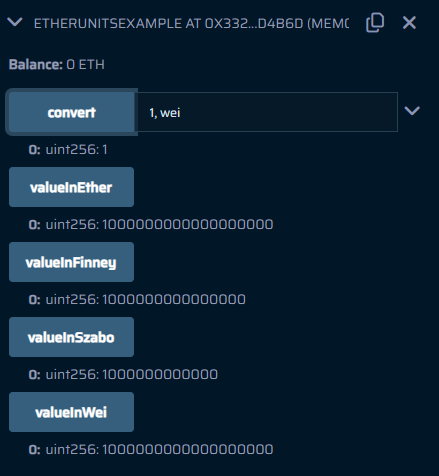 ETHERUNITSEXAMPLE AT 0X332...D4B6D (MEMO
Balance: 0 ETH
convert 1, wei
0: uint256: 1
valueInEther
0: uint256: 1000000000000000000
valueInFinney
0: uint256: 1000000000000000
valueInSzabo
0: uint256: 1000000000000
valueInWei
0: uint256: 1000000000000000000